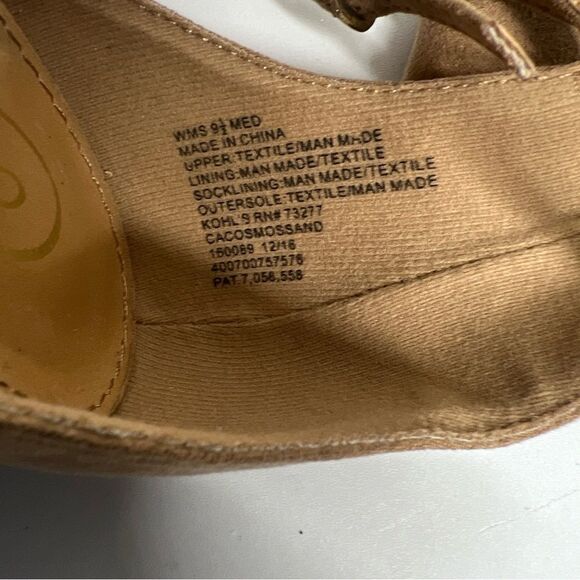 WMS 9½ MED
MADE IN CHINA
UPPER:TEXTILE/MAN MADE
LINING:MAN MADE/TEXTILE
SOCKLINING:MAN MADE/TEXTILE
OUTERSOLE:TEXTILE/MAN MADE
KOHL'S RN# 73277
CACOSMOSSAND
160089 12/16
400700757576
PAT.7,056,558